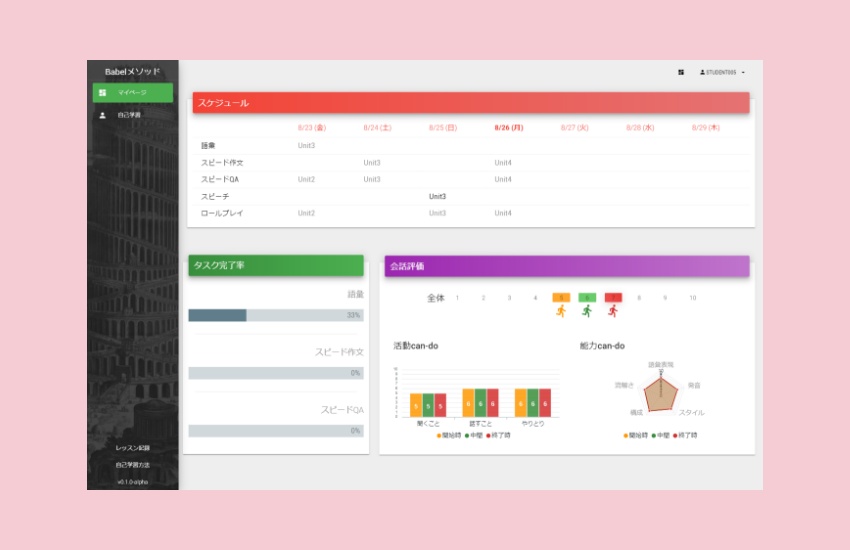 Babelメソッド
マイページ
自己学習
レッスン記録
自己学習方法
v0.1.0-alpha
STUDENT005
スケジュール
8/23 (金) 8/24 (土) 8/25 (日) 8/26 (月) 8/27 (火) 8/28 (水) 8/29 (木)
語彙 Unit3
スピード作文 Unit3 Unit4
スピードQA Unit2 Unit3 Unit4
スピーチ Unit3
ロールプレイ Unit2 Unit3 Unit4
タスク完了率
語彙
33%
スピード作文
0%
スピードQA
0%
会話評価
全体 1 2 3 4 5 6 7 8 9 10
活動can-do
5 5 5 6 6 6 6 6 6
聞くこと 話すこと やりとり
開始時 中間 終了時
能力can-do
語彙表現
発音
スタイル
構成
流暢さ
開始時 中間 終了時